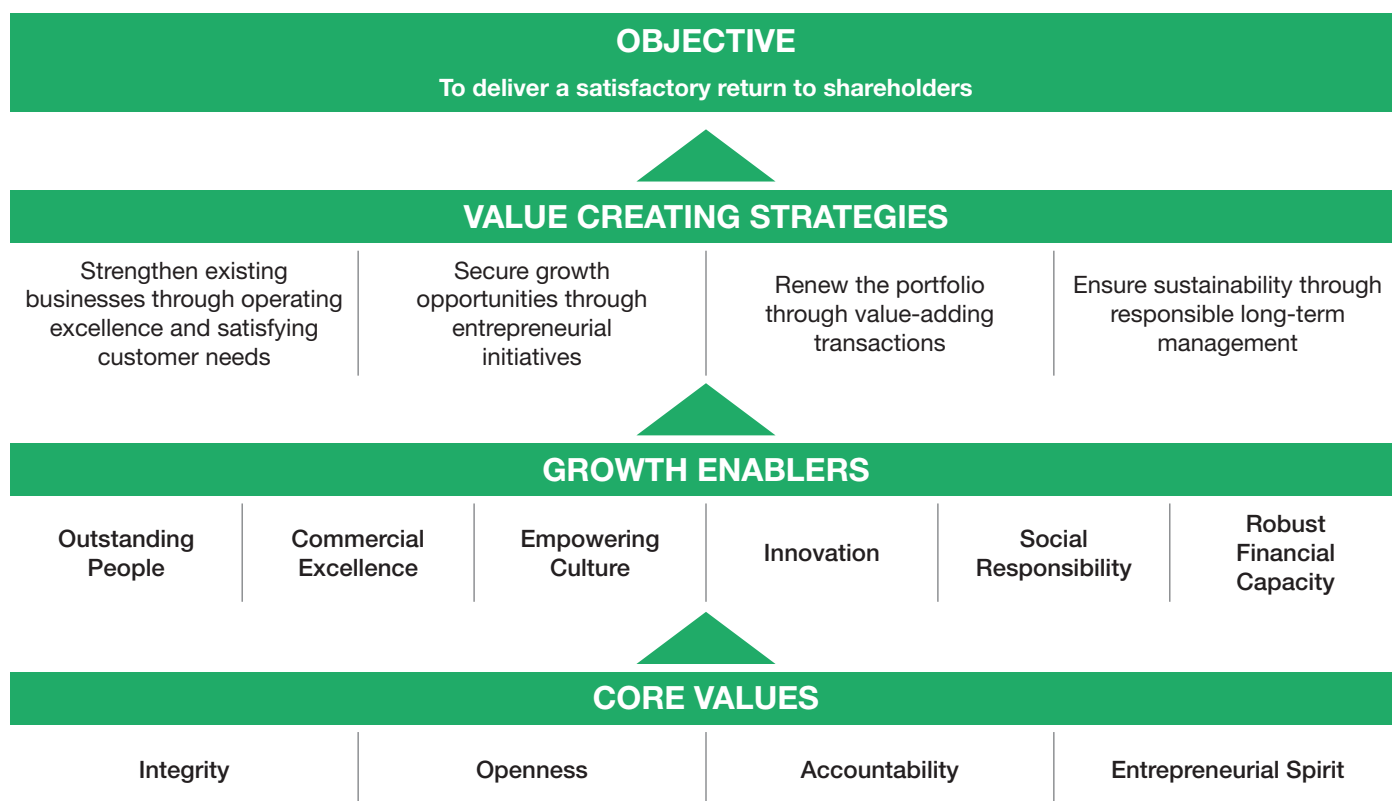 OBJECTIVE
To deliver a satisfactory return to shareholders
VALUE CREATING STRATEGIES
Strengthen existing
businesses through operating
excellence and satisfying
customer needs
Secure growth
opportunities through
entrepreneurial
initiatives
Renew the portfolio
through value-adding
transactions
Ensure sustainability through
responsible long-term
management
GROWTH ENABLERS
Outstanding
People
Commercial
Excellence
Empowering
Culture
Innovation
Social
Responsibility
Robust
Financial
Capacity
CORE VALUES
Integrity
Openness
Accountability
Entrepreneurial Spirit